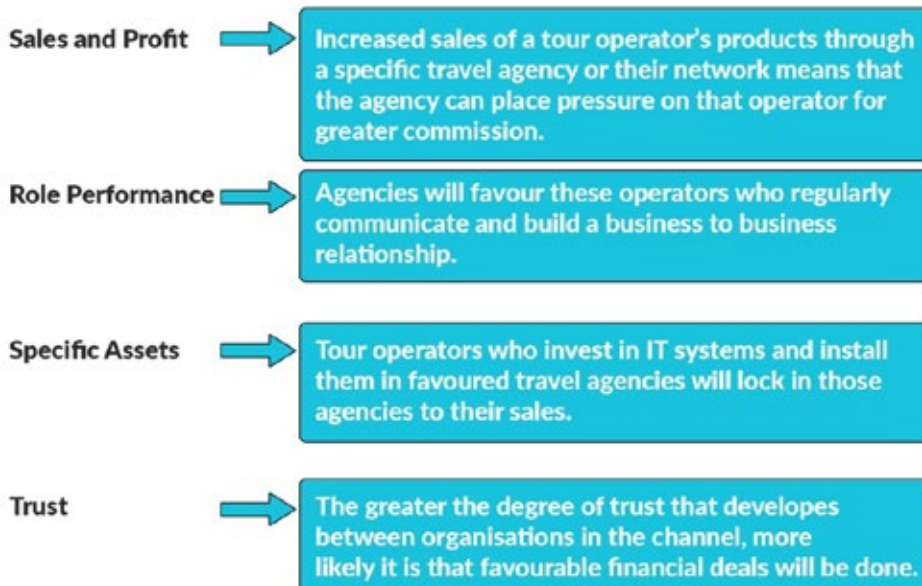 Sales and Profit
Increased sales of a tour operator's products through
a specific travel agency or their network means that
the agency can place pressure on that operator for
greater commission.
Role Performance
Agencies will favour these operators who regularly
communicate and build a business to business
relationship.
Specific Assets
Tour operators who invest in IT systems and install
them in favoured travel agencies will lock in those
agencies to their sales.
Trust
The greater the degree of trust that developes
between organisations in the channel, more
likely it is that favourable financial deals will be done.